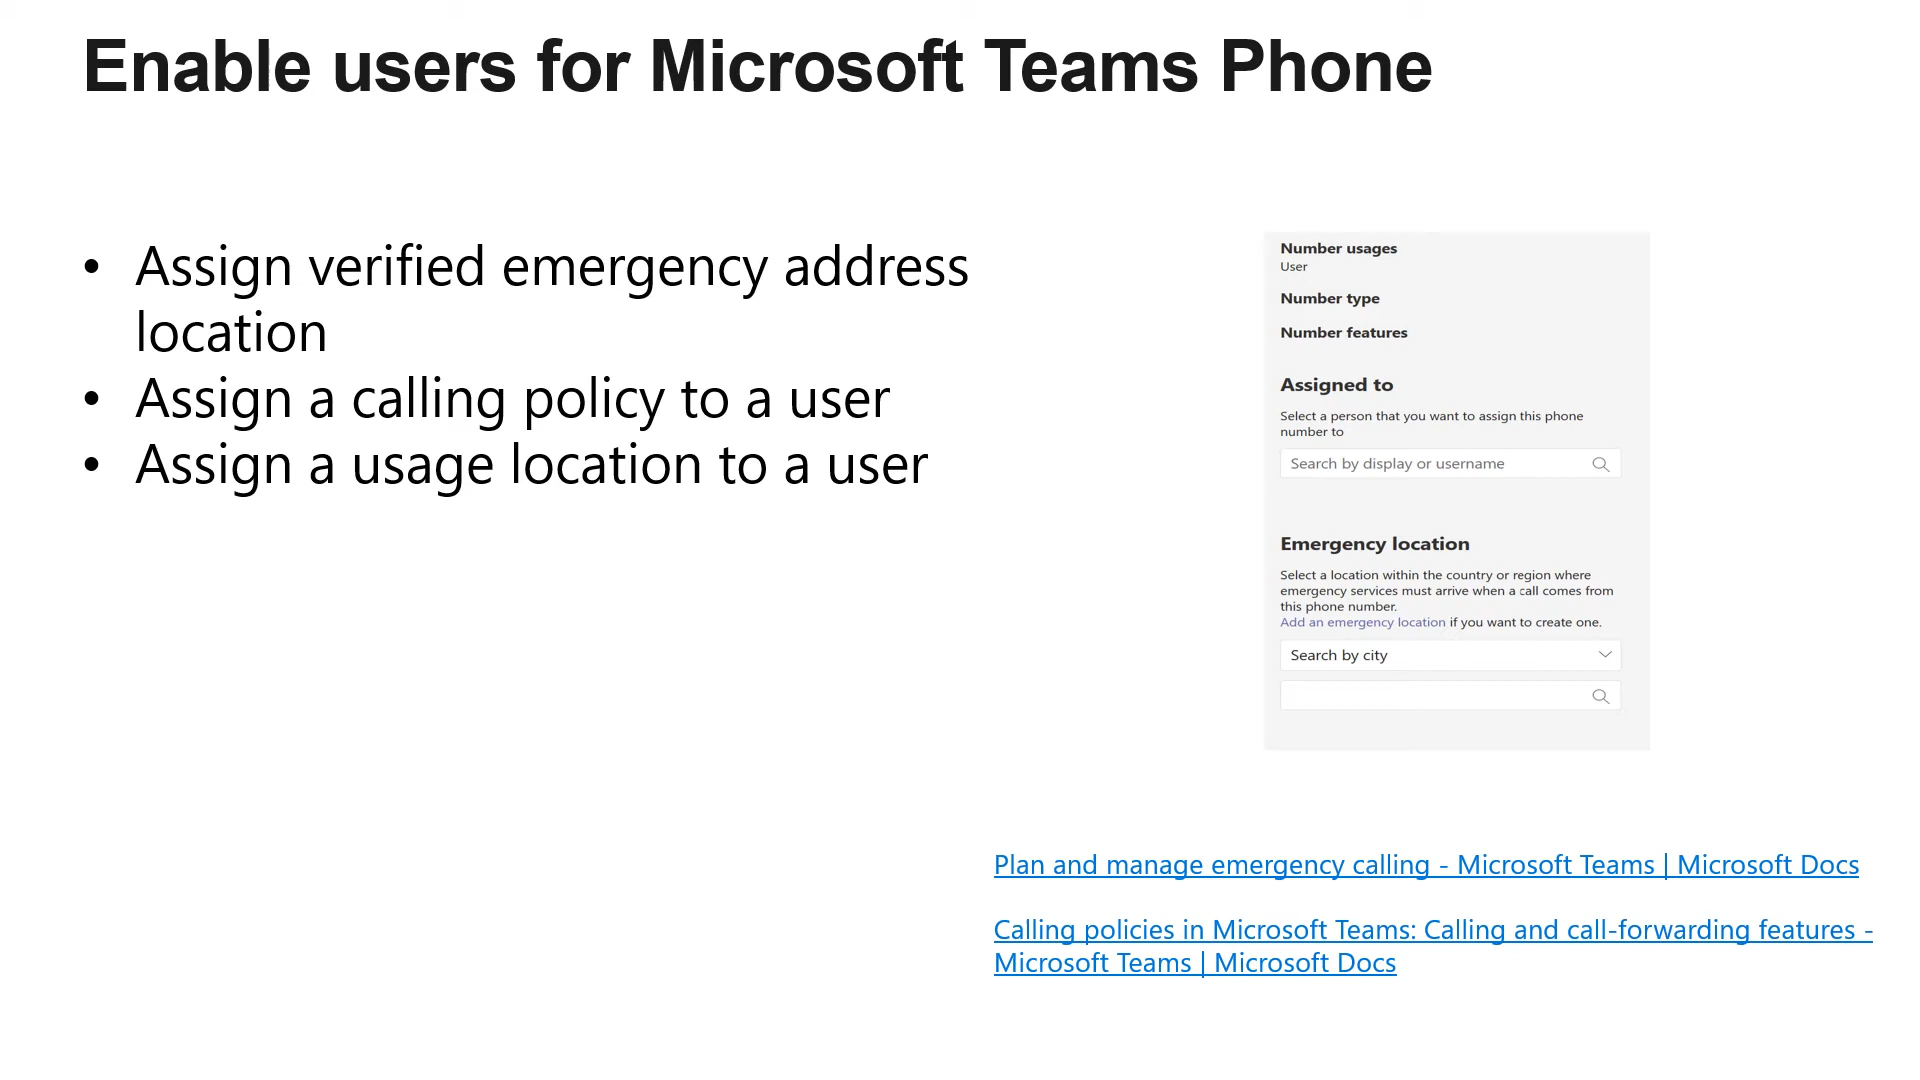 Enable users for Microsoft Teams Phone
• Assign verified emergency address
location
• Assign a calling policy to a user
• Assign a usage location to a user
Number usages
User
Number type
Number features
Assigned to
Select a person that you want to assign this phone
number to
Search by display or username
Emergency location
Select a location within the country or region where
emergency services must arrive when a call comes from
this phone number.
Add an emergency location if you want to create one.
Search by city
Plan and manage emergency calling - Microsoft Teams | Microsoft Docs
Calling policies in Microsoft Teams: Calling and call-forwarding features -
Microsoft Teams | Microsoft Docs